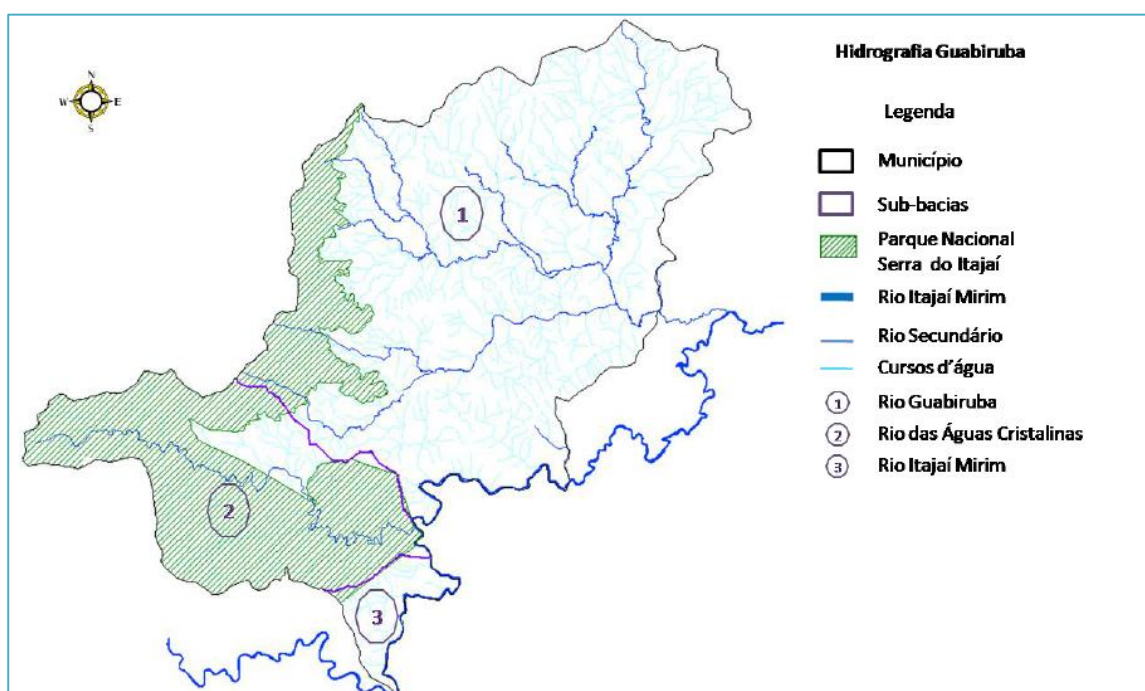 Hidrografia Guabiruba
N
W E
S
Legenda
Município
Sub-bacias
Parque Nacional
Serra do Itajaí
Rio Itajaí Mirim
Rio Secundário
Cursos d'água
1 Rio Guabiruba
2 Rio das Águas Cristalinas
3 Rio Itajaí Mirim
1
2
3